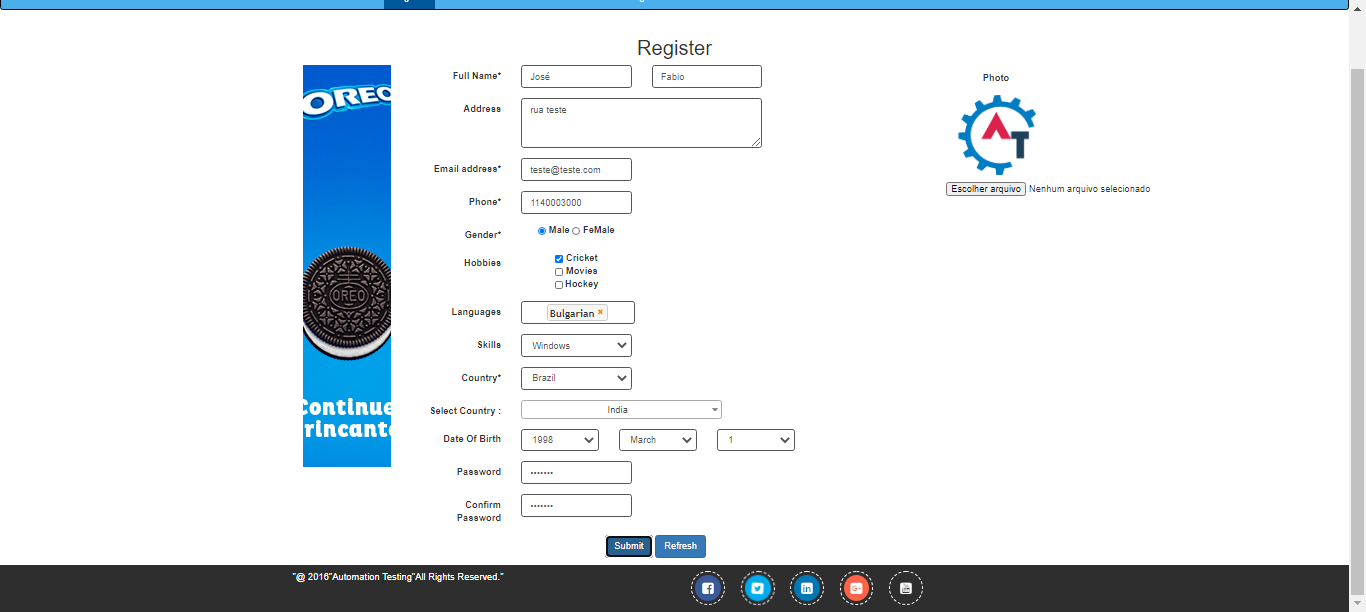 Register
OREO
OREO
Continue
rincant
Full Name*
José
Fabio
Address
rua teste
Email address*
teste@teste.com
Phone*
1140003000
Gender*
Male
FeMale
Hobbies
Cricket
Movies
Hockey
Languages
Bulgarian
Skills
Windows
Country*
Brazil
Select Country :
India
Date Of Birth
1998
March
1
Password
•••••••
Confirm
Password
•••••••
Submit
Refresh
Photo
AT
Escolher arquivo
Nenhum arquivo selecionado
"@ 2016"Automation Testing"All Rights Reserved."